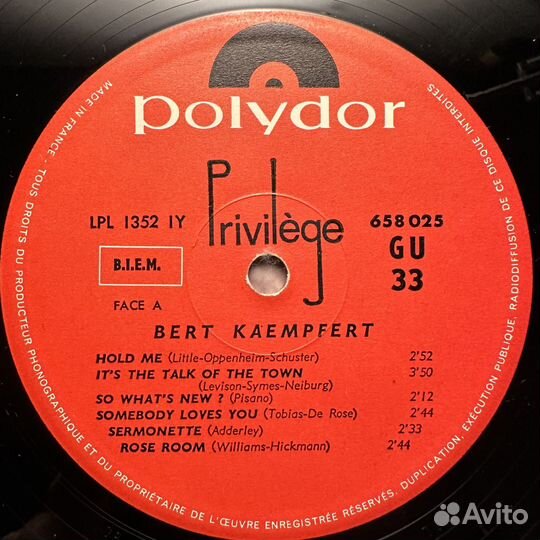 polydor
Privilège
LPL 1352 IY
658 025
B.I.E.M.
GU
33
FACE A
BERT KAEMPFERT
HOLD ME (Little-Oppenheim-Schuster) 2'52
IT'S THE TALK OF THE TOWN 3'50
(Levison-Symes-Neiburg)
SO WHAT'S NEW ? (Pisano) 2'12
SOMEBODY LOVES YOU (Tobias-De Rose) 2'44
SERMONETTE (Adderley) 2'33
ROSE ROOM (Williams-Hickmann) 2'44
MADE IN FRANCE. TOUS DROITS DU PRODUCTEUR PHONOGRAPHIQUE ET DU PROPRIÉTAIRE DE L'ŒUVRE ENREGISTRÉE RÉSERVÉS. DUPLICATION, EXÉCUTION PUBLIQUE, RADIODIFFUSION DE CE DISQUE INTERDITES
Avito